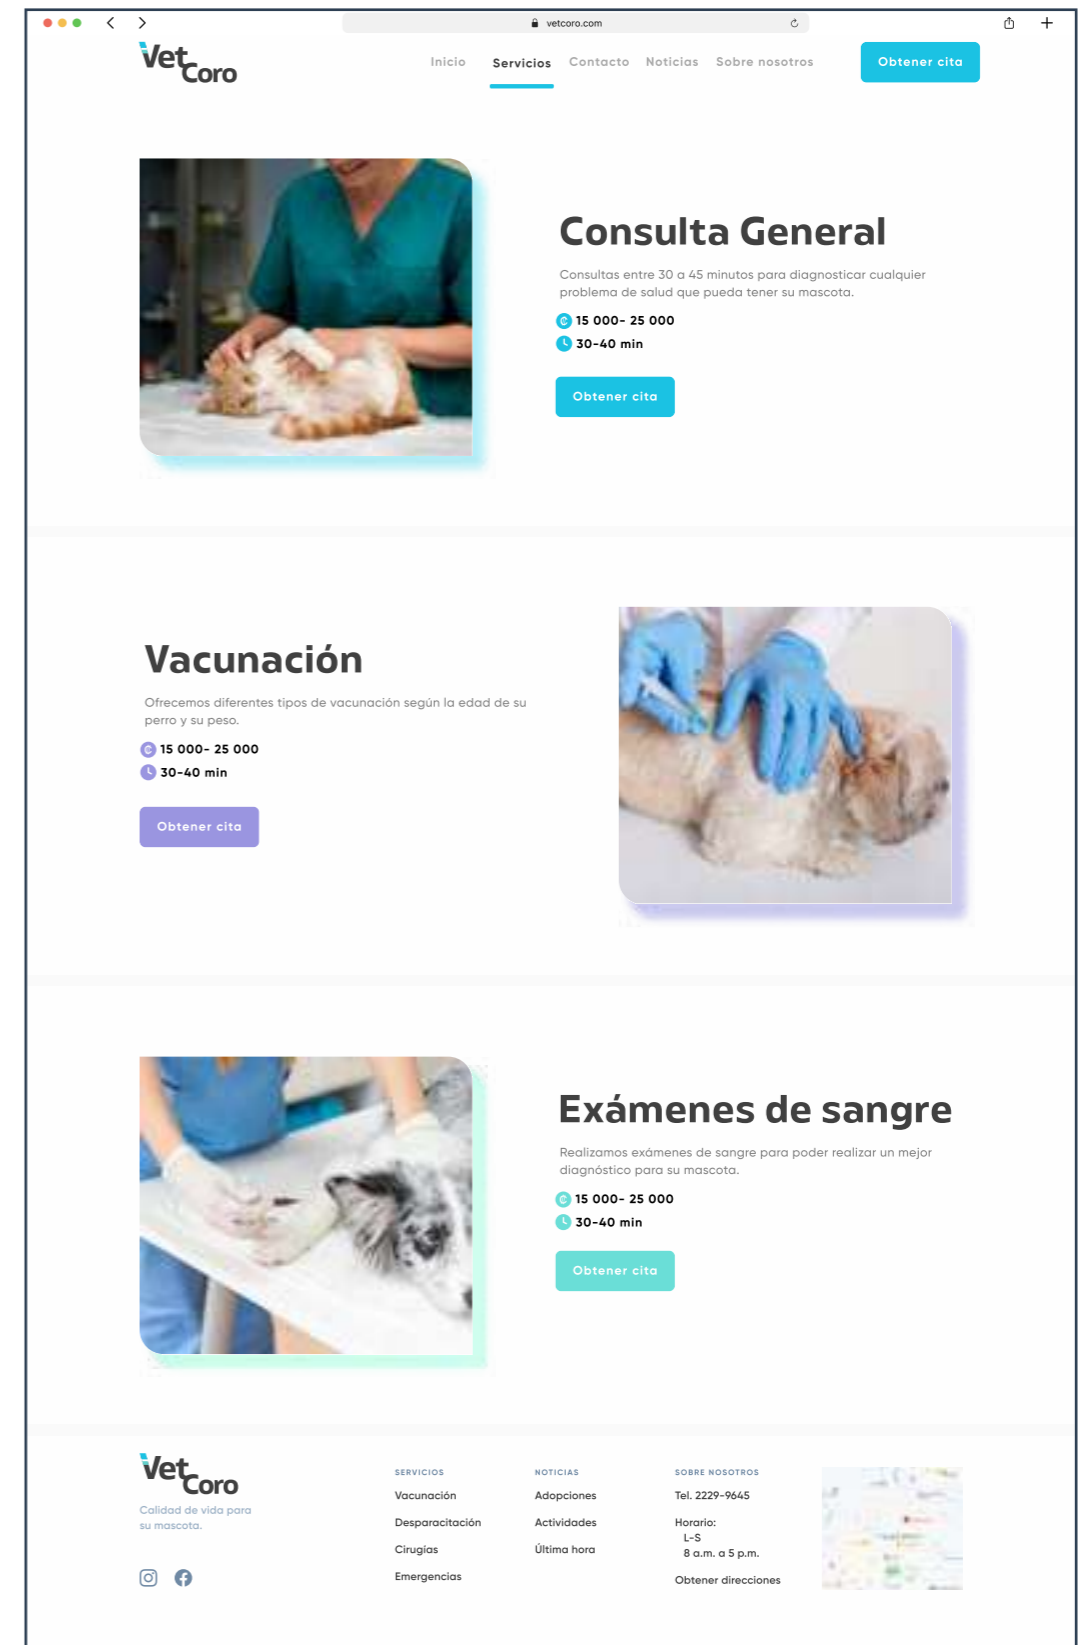 vetcoro.com
Vet
Coro
Inicio Servicios Contacto Noticias Sobre nosotros Obtener cita
Consulta General
Consultas entre 30 a 45 minutos para diagnosticar cualquier
problema de salud que pueda tener su mascota.
₡ 15 000- 25 000
30-40 min
Obtener cita
Vacunación
Ofrecemos diferentes tipos de vacunación según la edad de su
perro y su peso.
₡ 15 000- 25 000
30-40 min
Obtener cita
Exámenes de sangre
Realizamos exámenes de sangre para poder realizar un mejor
diagnóstico para su mascota.
₡ 15 000- 25 000
30-40 min
Obtener cita
Vet
Coro
Calidad de vida para
su mascota.
SERVICIOS
Vacunación
Desparacitación
Cirugías
Emergencias
NOTICIAS
Adopciones
Actividades
Última hora
SOBRE NOSOTROS
Tel. 2229-9645
Horario:
L-S
8 a.m. a 5 p.m.
Obtener direcciones